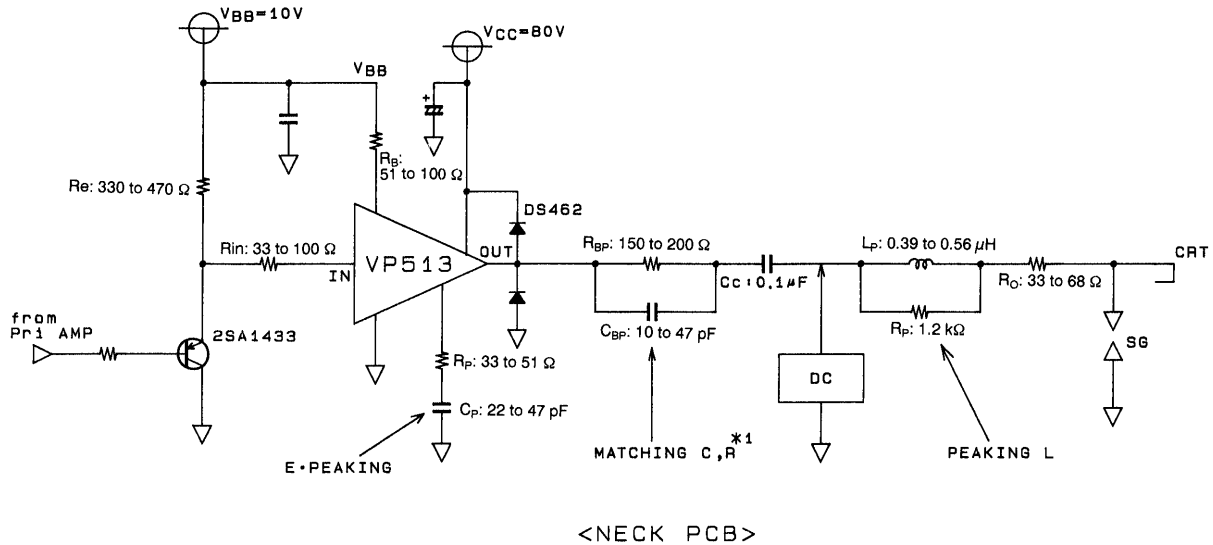 VBB=10V
VCC=80V
VBB
+
RB:
51 to 100 Ω
Re: 330 to 470 Ω
DS462
Rin: 33 to 100 Ω
IN
VP513
OUT
RBP: 150 to 200 Ω
LP: 0.39 to 0.56 μH
CRT
Cc:0.1μF
RO: 33 to 68 Ω
from
Pri AMP
2SA1433
CBP: 10 to 47 pF
RP: 1.2 kΩ
SG
RP: 33 to 51 Ω
DC
CP: 22 to 47 pF
E·PEAKING
MATCHING C,R*1
PEAKING L
<NECK PCB>